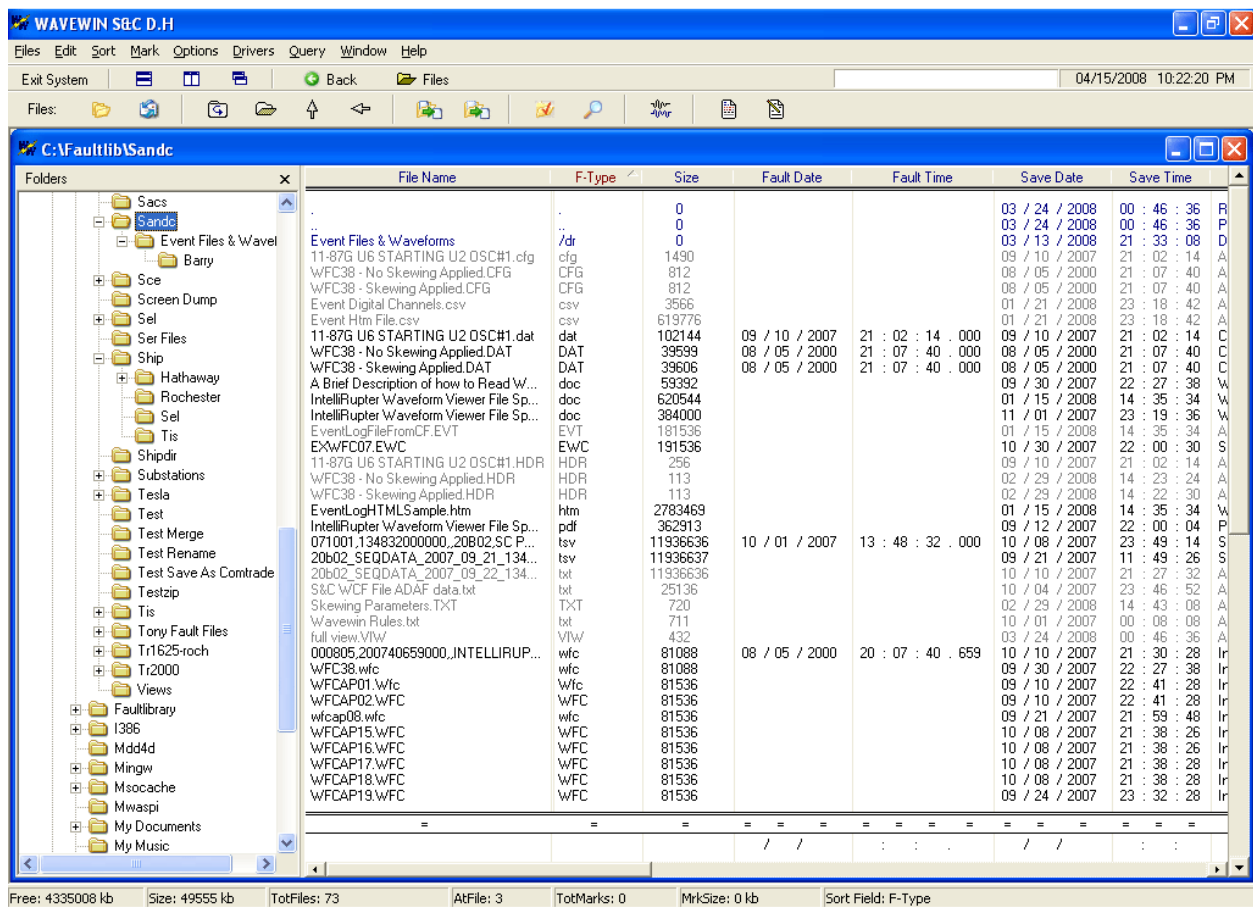 WAVEWIN S&C D.H
Files Edit Sort Mark Options Drivers Query Window Help
Exit System Back Files 04/15/2008 10:22:20 PM
Files:
C:\Faultlib\Sandc
Folders x File Name F-Type Size Fault Date Fault Time Save Date Save Time
Sacs
Sandc
Event Files & Wavel
Barry
Sce
Screen Dump
Sel
Ser Files
Ship
Hathaway
Rochester
Sel
Tis
Shipdir
Substations
Tesla
Test
Test Merge
Test Rename
Test Save As Comtrade
Testzip
Tis
Tony Fault Files
Tr1625-roch
Tr2000
Views
Faultlibrary
I386
Mdd4d
Mingw
Msocache
Mwaspi
My Documents
My Music
. . 0 03 / 24 / 2008 00 : 46 : 36 R
.. .. 0 03 / 24 / 2008 00 : 46 : 36 P
Event Files & Waveforms /dr 0 03 / 13 / 2008 21 : 33 : 08 D
11-87G U6 STARTING U2 OSC#1.cfg cfg 1490 09 / 10 / 2007 21 : 02 : 14 A
WFC38 - No Skewing Applied.CFG CFG 812 08 / 05 / 2000 21 : 07 : 40 A
WFC38 - Skewing Applied.CFG CFG 812 08 / 05 / 2000 21 : 07 : 40 A
Event Digital Channels.csv csv 3566 01 / 21 / 2008 23 : 18 : 42 A
Event Htm File.csv csv 619776 01 / 21 / 2008 23 : 18 : 42 A
11-87G U6 STARTING U2 OSC#1.dat dat 102144 09 / 10 / 2007 21 : 02 : 14 . 000 09 / 10 / 2007 21 : 02 : 14 C
WFC38 - No Skewing Applied.DAT DAT 39599 08 / 05 / 2000 21 : 07 : 40 . 000 08 / 05 / 2000 21 : 07 : 40 C
WFC38 - Skewing Applied.DAT DAT 39606 08 / 05 / 2000 21 : 07 : 40 . 000 08 / 05 / 2000 21 : 07 : 40 C
A Brief Description of how to Read W... doc 59392 09 / 30 / 2007 22 : 27 : 38 W
IntelliRupter Waveform Viewer File Sp... doc 620544 01 / 15 / 2008 14 : 35 : 34 W
IntelliRupter Waveform Viewer File Sp... doc 384000 11 / 01 / 2007 23 : 19 : 36 W
EventLogFileFromCF.EVT EVT 181536 01 / 15 / 2008 14 : 35 : 34 A
EXWFC07.EWC EWC 191536 10 / 30 / 2007 22 : 00 : 30 S
11-87G U6 STARTING U2 OSC#1.HDR HDR 256 09 / 10 / 2007 21 : 02 : 14 A
WFC38 - No Skewing Applied.HDR HDR 113 02 / 29 / 2008 14 : 23 : 24 A
WFC38 - Skewing Applied.HDR HDR 113 02 / 29 / 2008 14 : 22 : 30 A
EventLogHTMLSample.htm htm 2783469 01 / 15 / 2008 14 : 35 : 34 W
IntelliRupter Waveform Viewer File Sp... pdf 362913 09 / 12 / 2007 22 : 00 : 04 P
071001,134832000000,,20B02,SC P... tsv 11936636 10 / 01 / 2007 13 : 48 : 32 . 000 10 / 08 / 2007 23 : 49 : 14 S
20b02_SEQDATA_2007_09_21_134... tsv 11936637 09 / 21 / 2007 11 : 49 : 26 S
20b02_SEQDATA_2007_09_22_134... txt 11936636 10 / 10 / 2007 21 : 27 : 32 A
S&C WCF File ADAF data.txt txt 25136 10 / 04 / 2007 23 : 46 : 52 A
Skewing Parameters.TXT TXT 720 02 / 29 / 2008 14 : 43 : 08 A
Wavewin Rules.txt txt 711 10 / 01 / 2007 00 : 08 : 08 A
full view.VIW VIW 432 03 / 24 / 2008 00 : 46 : 36 A
000805,200740659000,,INTELLIRUP... wfc 81088 08 / 05 / 2000 20 : 07 : 40 . 659 10 / 10 / 2007 21 : 30 : 28 Ir
WFC38.wfc wfc 81088 09 / 30 / 2007 22 : 27 : 38 Ir
WFCAP01.Wfc Wfc 81536 09 / 10 / 2007 22 : 41 : 28 Ir
WFCAP02.WFC WFC 81536 09 / 10 / 2007 22 : 41 : 28 Ir
wfcap08.wfc wfc 81536 09 / 21 / 2007 21 : 59 : 48 Ir
WFCAP15.WFC WFC 81536 10 / 08 / 2007 21 : 38 : 26 Ir
WFCAP16.WFC WFC 81536 10 / 08 / 2007 21 : 38 : 26 Ir
WFCAP17.WFC WFC 81536 10 / 08 / 2007 21 : 38 : 28 Ir
WFCAP18.WFC WFC 81536 10 / 08 / 2007 21 : 38 : 28 Ir
WFCAP19.WFC WFC 81536 09 / 24 / 2007 23 : 32 : 28 Ir
= = = = = = = = = = = = = = = =
/ / : : . / / : :
Free: 4335008 kb Size: 49555 kb TotFiles: 73 AtFile: 3 TotMarks: 0 MrkSize: 0 kb Sort Field: F-Type